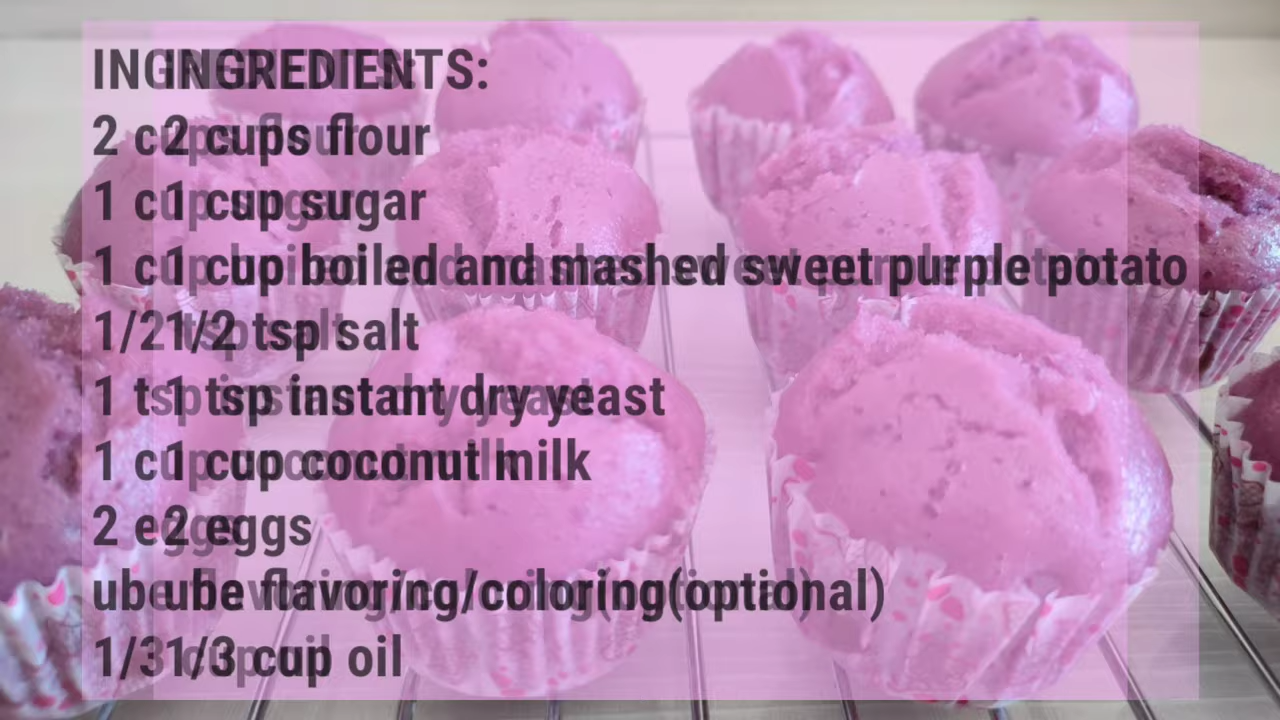 INGREDIENTS:
2 cups flour
1 cup sugar
1 cup boiled and mashed sweet purple potato
1/2 tsp salt
1 tsp instant dry yeast
1 cup coconut milk
2 eggs
ube flavoring/coloring(optional)
1/3 cup oil